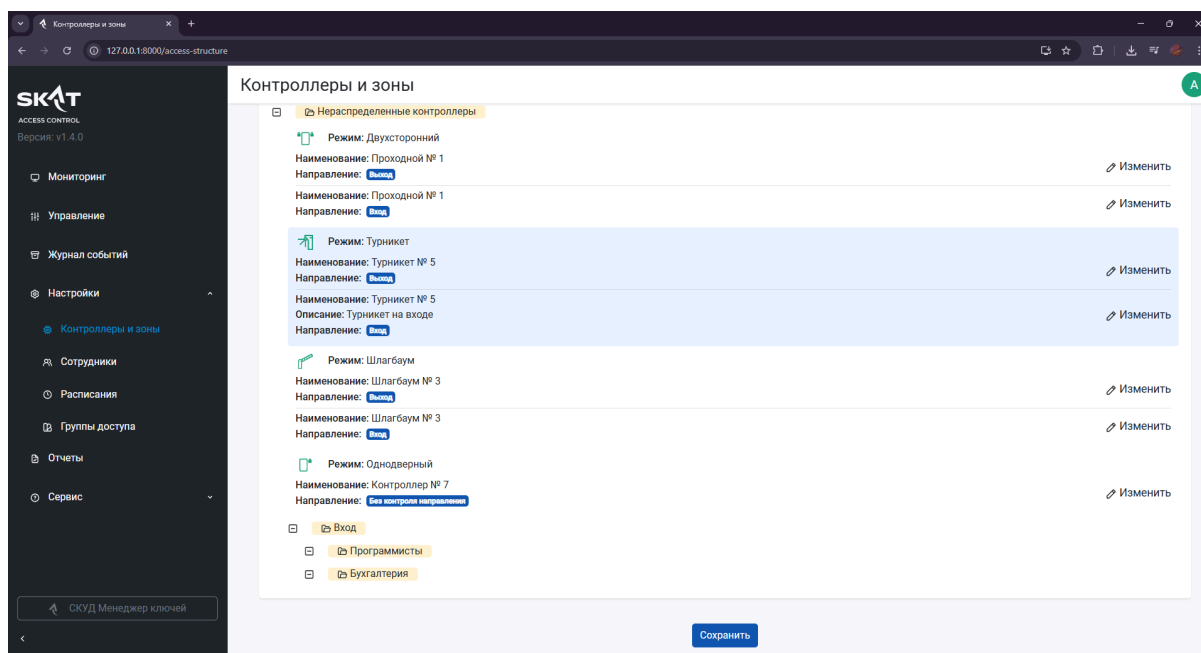 Контроллеры и зоны
127.0.0.1:8000/access-structure
SKAT
ACCESS CONTROL
Версия: v1.4.0
Мониторинг
Управление
Журнал событий
Настройки
Контроллеры и зоны
Сотрудники
Расписания
Группы доступа
Отчеты
Сервис
СКУД Менеджер ключей
Контроллеры и зоны
А
Нераспределенные контроллеры
Режим: Двухсторонний
Наименование: Проходной № 1
Направление: Выход
Изменить
Наименование: Проходной № 1
Направление: Вход
Изменить
Режим: Турникет
Наименование: Турникет № 5
Направление: Выход
Изменить
Наименование: Турникет № 5
Описание: Турникет на входе
Направление: Вход
Изменить
Режим: Шлагбаум
Наименование: Шлагбаум № 3
Направление: Выход
Изменить
Наименование: Шлагбаум № 3
Направление: Вход
Изменить
Режим: Однодверный
Наименование: Контроллер № 7
Направление: Без контроля направления
Изменить
Вход
Программисты
Бухгалтерия
Сохранить